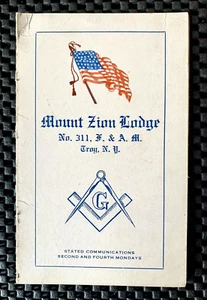 Mount Zion Lodge
No. 311, F. & A. M.
Troy, N. Y.
G
STATED COMMUNICATIONS
SECOND AND FOURTH MONDAYS